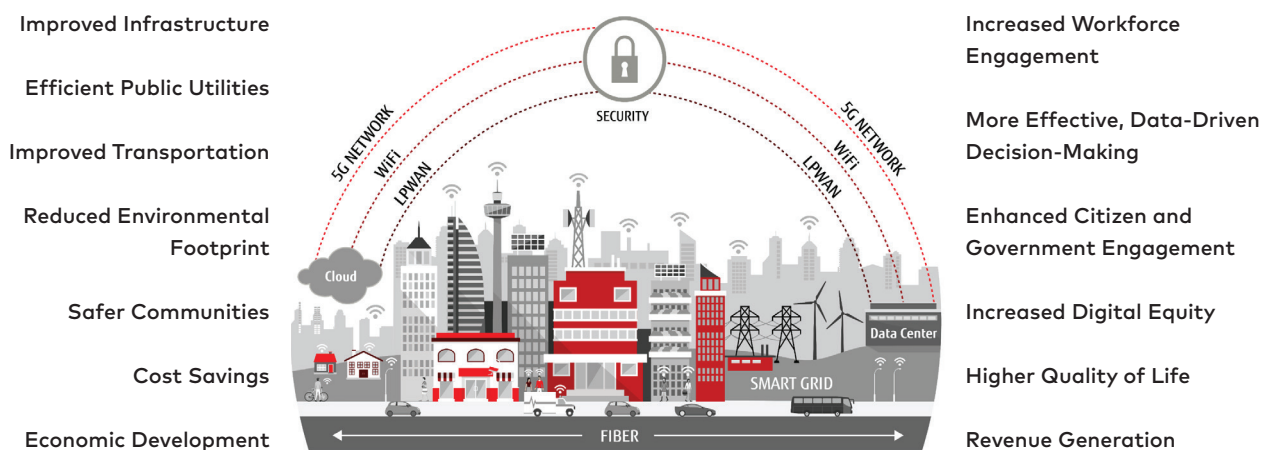 Improved Infrastructure
Efficient Public Utilities
Improved Transportation
Reduced Environmental
Footprint
Safer Communities
Cost Savings
Economic Development
SECURITY
5G NETWORK
WiFi
LPWAN
5G NETWORK
WiFi
LPWAN
Cloud
Data Center
SMART GRID
FIBER
Increased Workforce
Engagement
More Effective, Data-Driven
Decision-Making
Enhanced Citizen and
Government Engagement
Increased Digital Equity
Higher Quality of Life
Revenue Generation